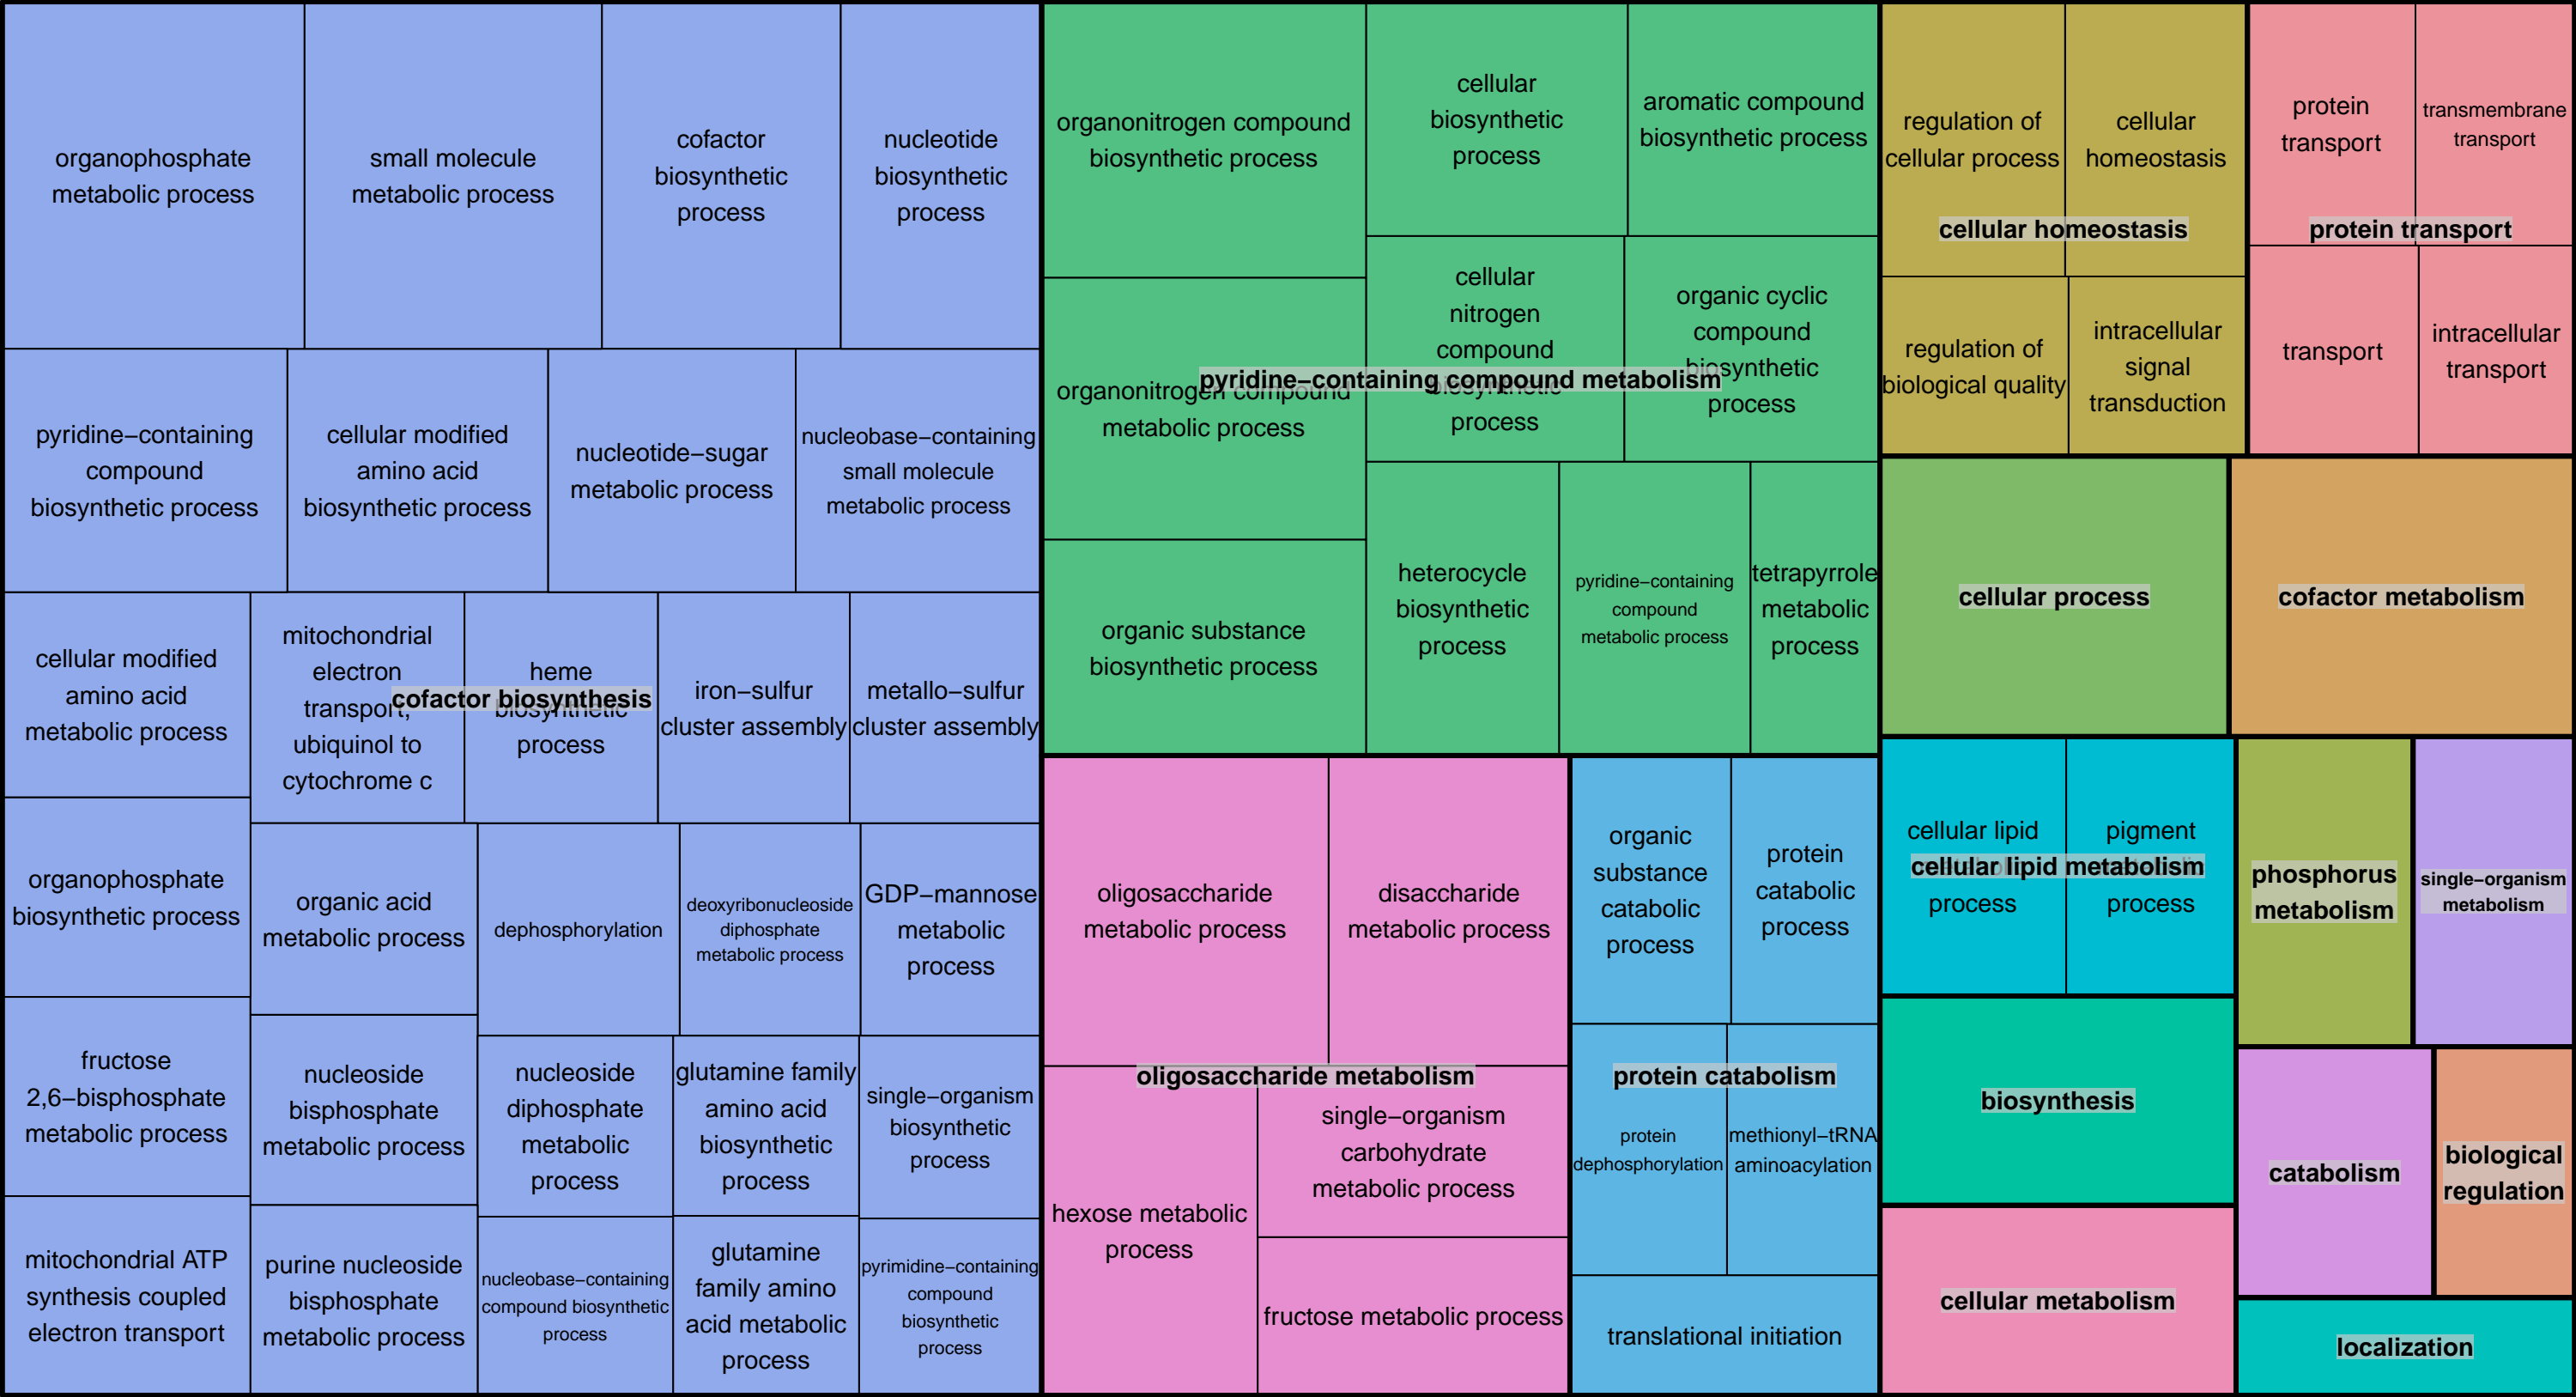 organophosphate
metabolic process
small molecule
metabolic process
cofactor
biosynthetic
process
nucleotide
biosynthetic
process
pyridine−containing
compound
biosynthetic process
cellular modified
amino acid
biosynthetic process
nucleotide−sugar
metabolic process
nucleobase−containing
small molecule
metabolic process
cellular modified
amino acid
metabolic process
mitochondrial
electron
transport,
ubiquinol to
cytochrome c
heme
biosynthetic
process
iron−sulfur
cluster assembly
metallo−sulfur
cluster assembly
cofactor biosynthesis
organophosphate
biosynthetic process
organic acid
metabolic process
dephosphorylation
deoxyribonucleoside
diphosphate
metabolic process
GDP−mannose
metabolic
process
fructose
2,6−bisphosphate
metabolic process
nucleoside
bisphosphate
metabolic process
nucleoside
diphosphate
metabolic
process
glutamine family
amino acid
biosynthetic
process
single−organism
biosynthetic
process
mitochondrial ATP
synthesis coupled
electron transport
purine nucleoside
bisphosphate
metabolic process
nucleobase−containing
compound biosynthetic
process
glutamine
family amino
acid metabolic
process
pyrimidine−containing
compound
biosynthetic
process
organonitrogen compound
biosynthetic process
cellular
biosynthetic
process
aromatic compound
biosynthetic process
organonitrogen compound
metabolic process
cellular
nitrogen
compound
biosynthetic
process
organic cyclic
compound
biosynthetic
process
pyridine−containing compound metabolism
organic substance
biosynthetic process
heterocycle
biosynthetic
process
pyridine−containing
compound
metabolic process
tetrapyrrole
metabolic
process
oligosaccharide
metabolic process
disaccharide
metabolic process
oligosaccharide metabolism
hexose metabolic
process
single−organism
carbohydrate
metabolic process
fructose metabolic process
organic
substance
catabolic
process
protein
catabolic
process
protein catabolism
protein
dephosphorylation
methionyl−tRNA
aminoacylation
translational initiation
regulation of
cellular process
cellular
homeostasis
cellular homeostasis
regulation of
biological quality
intracellular
signal
transduction
protein
transport
transmembrane
transport
protein transport
transport
intracellular
transport
cellular process
cofactor metabolism
cellular lipid
process
pigment
process
cellular lipid metabolism
phosphorus
metabolism
single−organism
metabolism
biosynthesis
catabolism
biological
regulation
cellular metabolism
localization